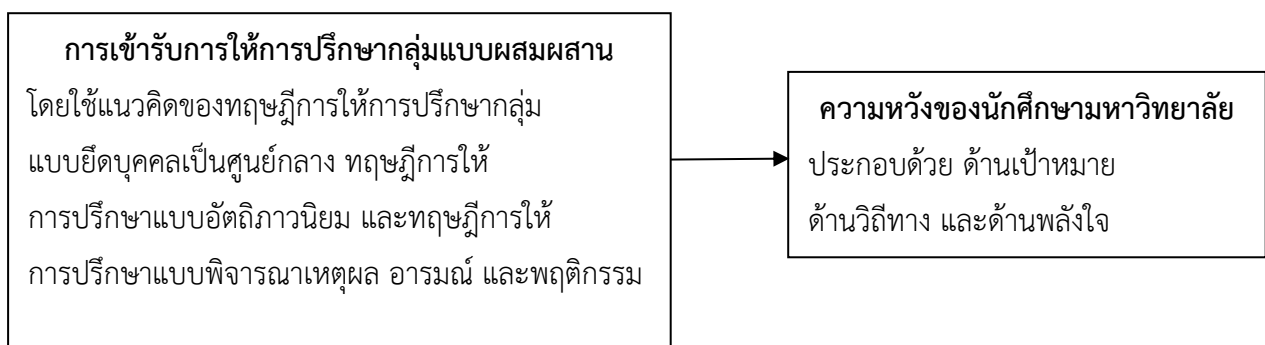 การเข้ารับการให้การปรึกษากลุ่มแบบผสมผสาน
โดยใช้แนวคิดของทฤษฎีการให้การปรึกษากลุ่ม
แบบยึดบุคคลเป็นศูนย์กลาง ทฤษฎีการให้
การปรึกษาแบบอัตถิภาวนิยม และทฤษฎีการให้
การปรึกษาแบบพิจารณาเหตุผล อารมณ์ และพฤติกรรม
ความหวังของนักศึกษามหาวิทยาลัย
ประกอบด้วย ด้านเป้าหมาย
ด้านวิถีทาง และด้านพลังใจ